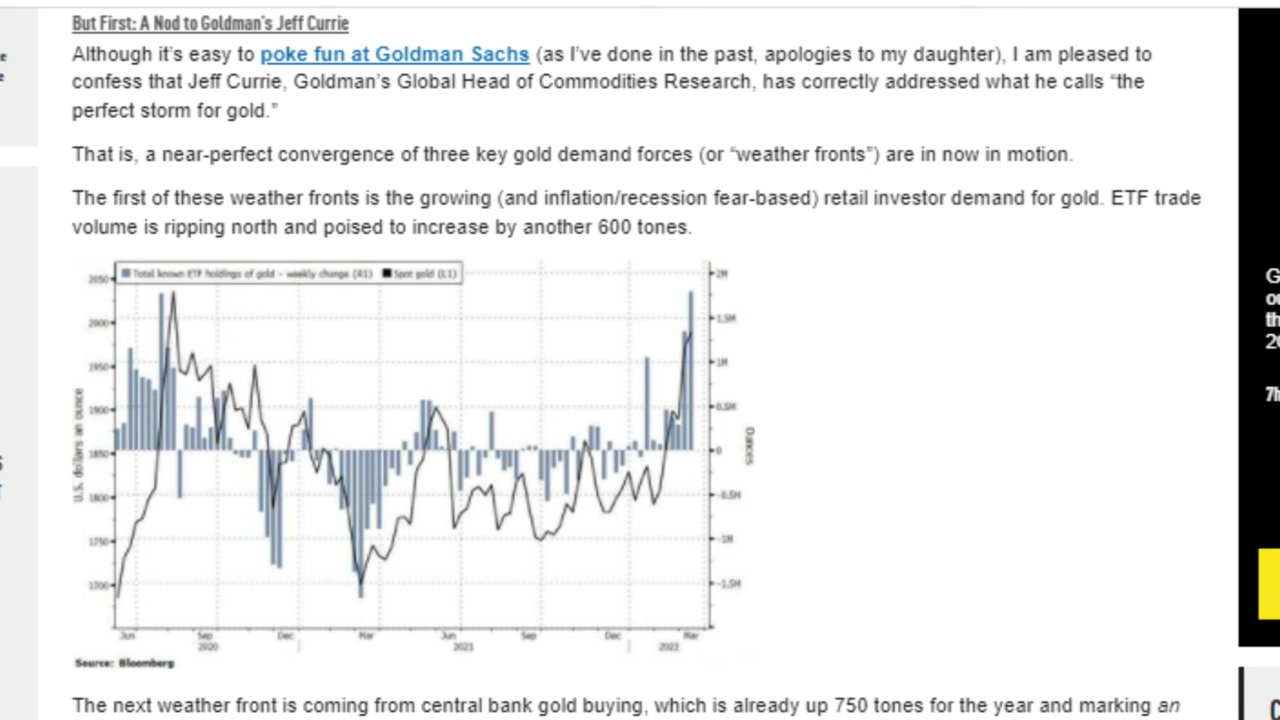 But First: A Nod to Goldman's Jeff Currie
Although it's easy to poke fun at Goldman Sachs (as I've done in the past, apologies to my daughter), I am pleased to
confess that Jeff Currie, Goldman's Global Head of Commodities Research, has correctly addressed what he calls "the
perfect storm for gold."
That is, a near-perfect convergence of three key gold demand forces (or "weather fronts") are in now in motion.
The first of these weather fronts is the growing (and inflation/recession fear-based) retail investor demand for gold. ETF trade
volume is ripping north and poised to increase by another 600 tones.
Total known ETF holdings of gold - weekly change (R1) Spot gold (L1)
2050
2000
1950
1900
1850
1800
1750
1700
U.S. dollars an ounce
2M
1.5M
1M
0.5M
0
-0.5M
-1M
-1.5M
Ounces
Jun Sep Dec Mar Jun Sep Dec Mar
2020 2021 2022
Source: Bloomberg
The next weather front is coming from central bank gold buying, which is already up 750 tones for the year and marking an